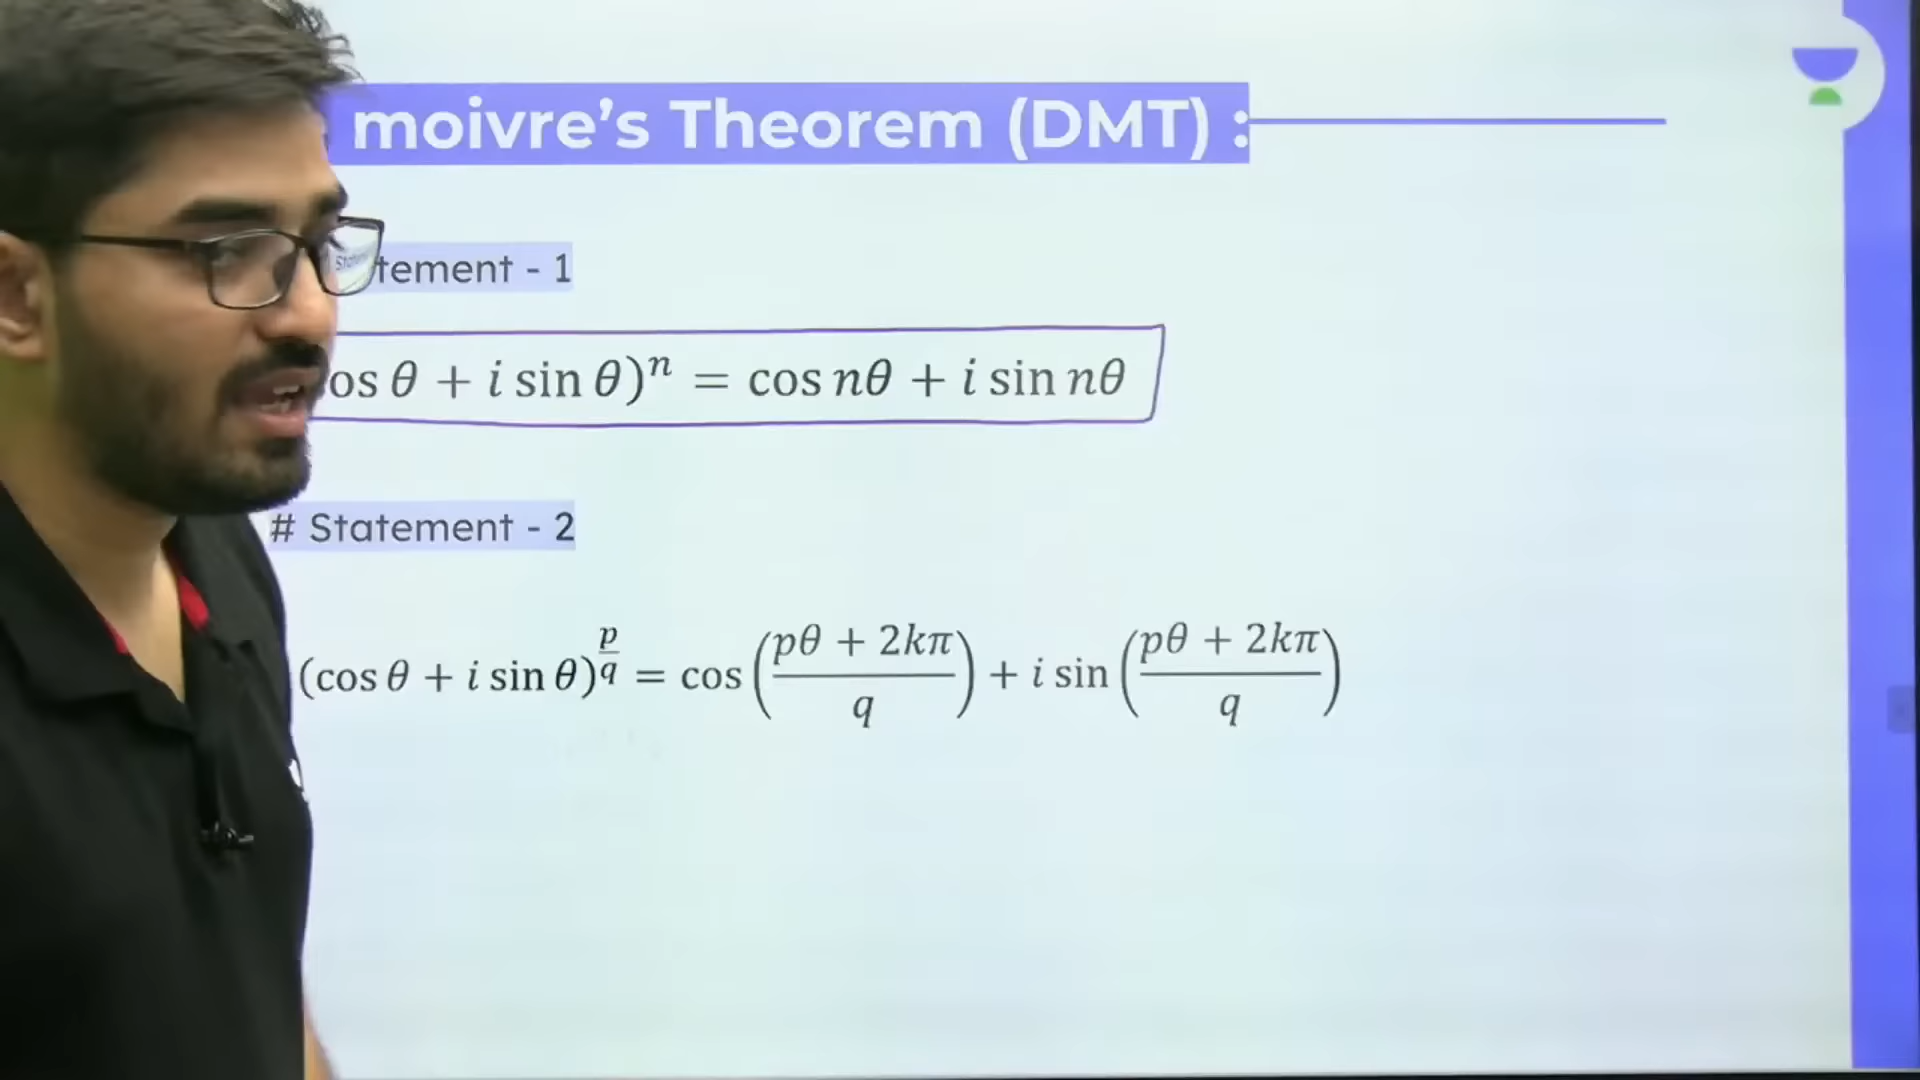 moivre’s Theorem (DMT) :
tement - 1
os θ + i sin θ)ⁿ = cos nθ + i sin nθ
# Statement - 2
(cos θ + i sin θ)^(p/q) = cos((pθ + 2kπ)/q) + i sin((pθ + 2kπ)/q)